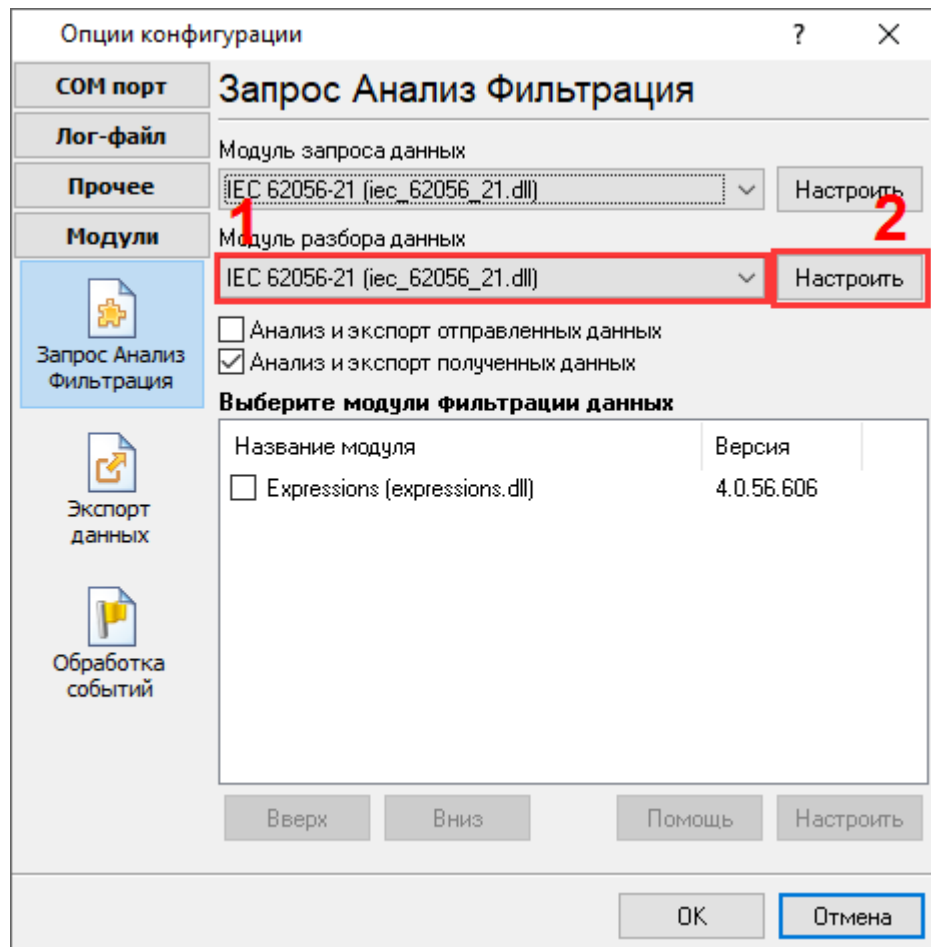 Опции конфигурации
?
COM порт
Лог-файл
Прочее
Модули
Запрос Анализ
Фильтрация
Экспорт
данных
Обработка
событий
Запрос Анализ Фильтрация
Модуль запроса данных
IEC 62056-21 (iec_62056_21.dll)
Настроить
1
2
Модуль разбора данных
IEC 62056-21 (iec_62056_21.dll)
Настроить
Анализ и экспорт отправленных данных
Анализ и экспорт полученных данных
Выберите модули фильтрации данных
Название модуля Версия
Expressions (expressions.dll) 4.0.56.606
Вверх Вниз Помощь Настроить
OK Отмена